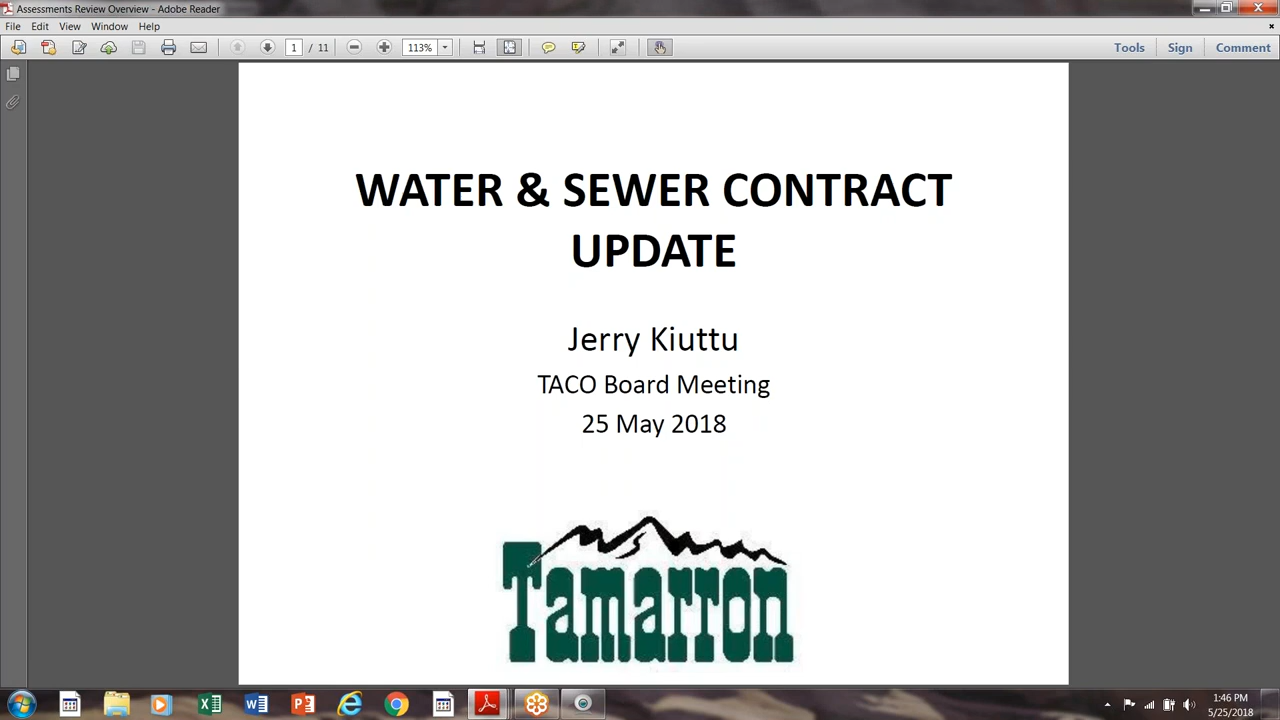 Assessments Review Overview - Adobe Reader
File Edit View Window Help
1 / 11 113% Tools Sign Comment
WATER & SEWER CONTRACT
UPDATE
Jerry Kiuttu
TACO Board Meeting
25 May 2018
Tamarron
1:46 PM
5/25/2018